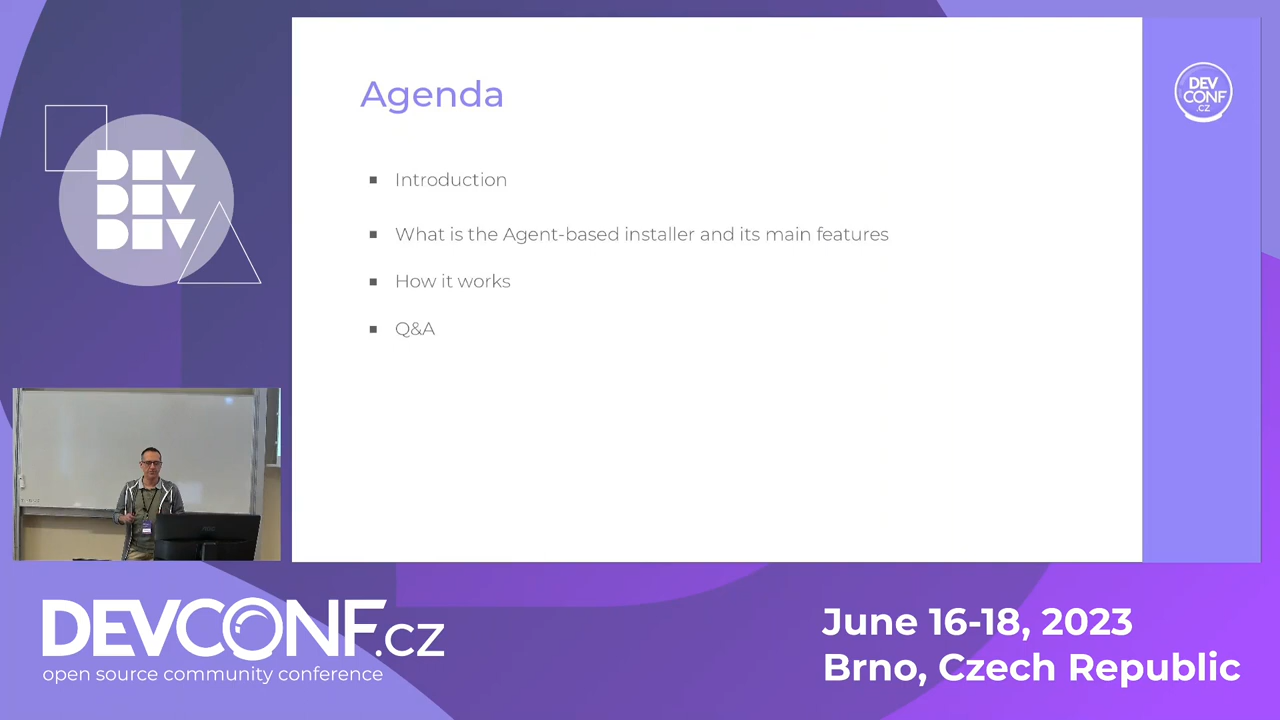 Agenda
DEV
CONF
.CZ
Introduction
What is the Agent-based installer and its main features
How it works
Q&A
DEV
DEV
DEV
DEVCONF.cz
open source community conference
June 16-18, 2023
Brno, Czech Republic